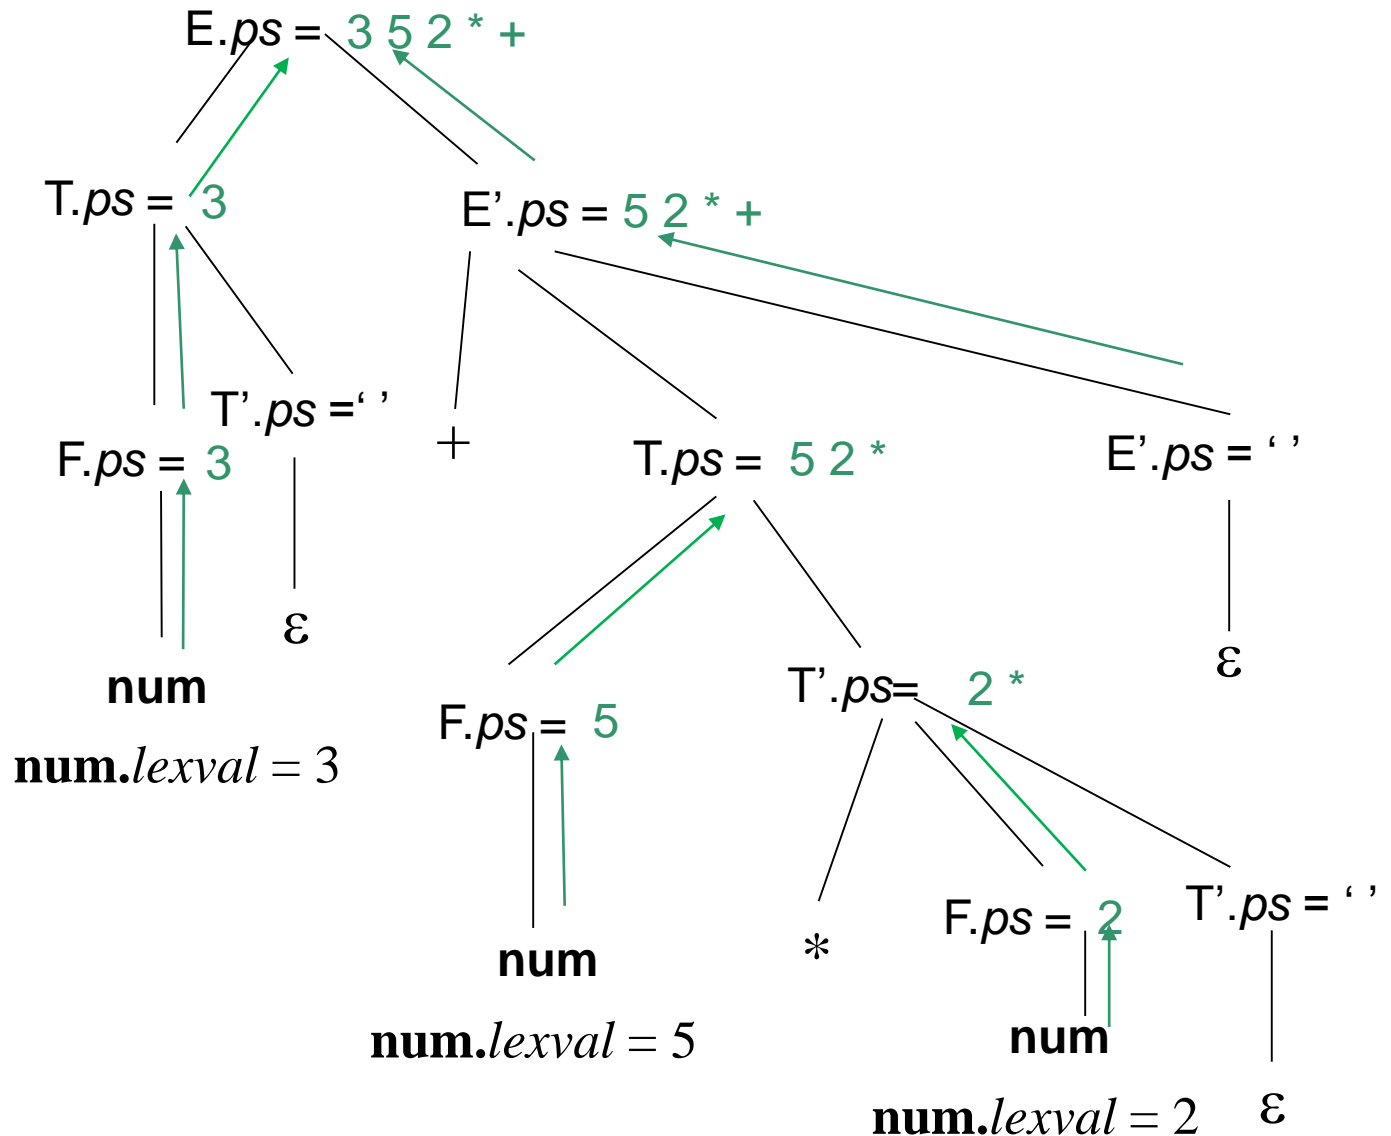 E.ps = 3 5 2 * +
T.ps = 3
E’.ps = 5 2 * +
T’.ps =‘ ’
+
F.ps = 3
T.ps = 5 2 *
E’.ps = ‘ ’
ε
num
num.lexval = 3
ε
T’.ps= 2 *
F.ps = 5
*
F.ps = 2
T’.ps = ‘ ’
num
num.lexval = 5
num
num.lexval = 2
ε